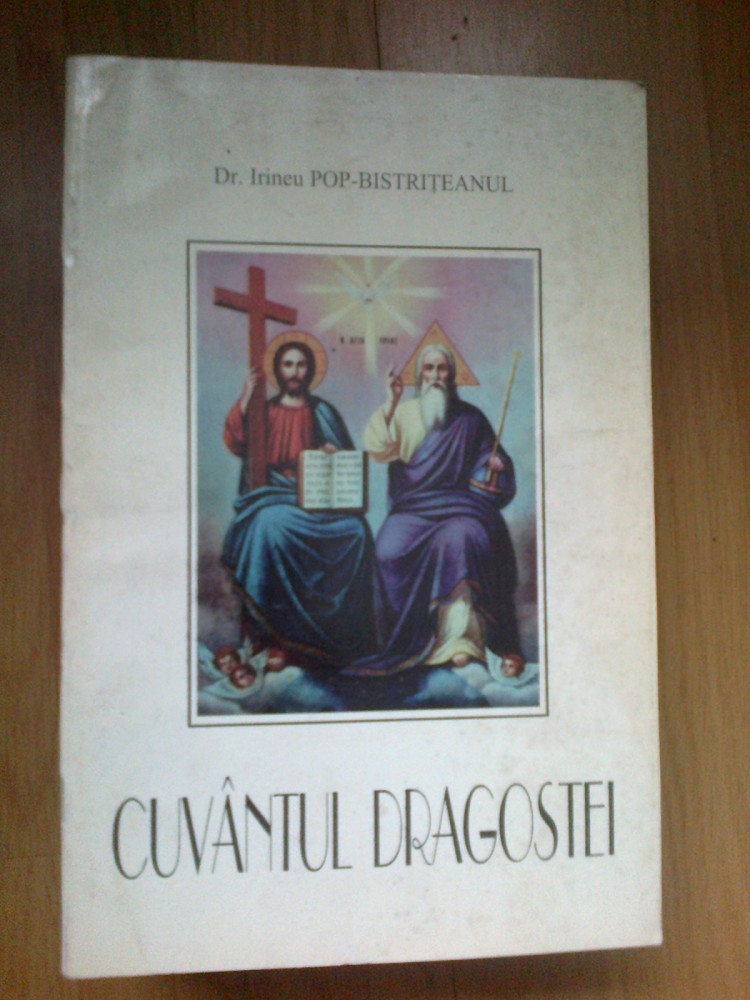 Dr. Irineu POP-BISTRIȚEANUL
CUVÂNTUL DRAGOSTEI